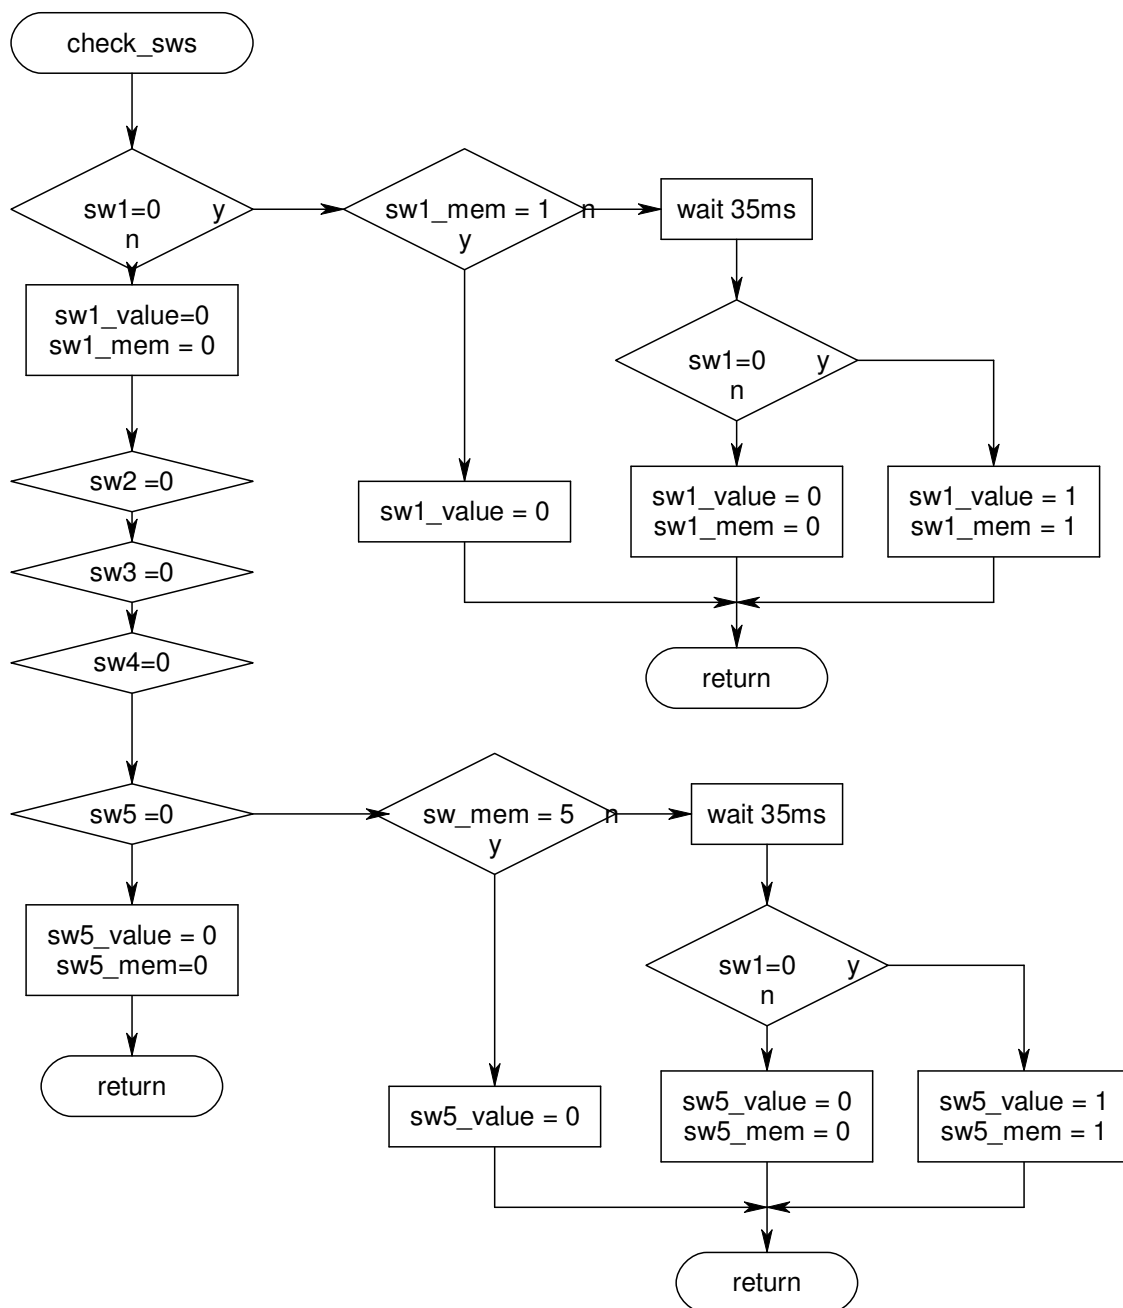 check_sws
sw1=0 y
n
sw1_mem = 1 n
y
wait 35ms
sw1_value=0
sw1_mem = 0
sw1=0 y
n
sw2 =0
sw1_value = 0
sw1_value = 0
sw1_mem = 0
sw1_value = 1
sw1_mem = 1
sw3 =0
sw4=0
return
sw5 =0
sw_mem = 5 n
y
wait 35ms
sw5_value = 0
sw5_mem=0
sw1=0 y
n
return
sw5_value = 0
sw5_value = 0
sw5_mem = 0
sw5_value = 1
sw5_mem = 1
return